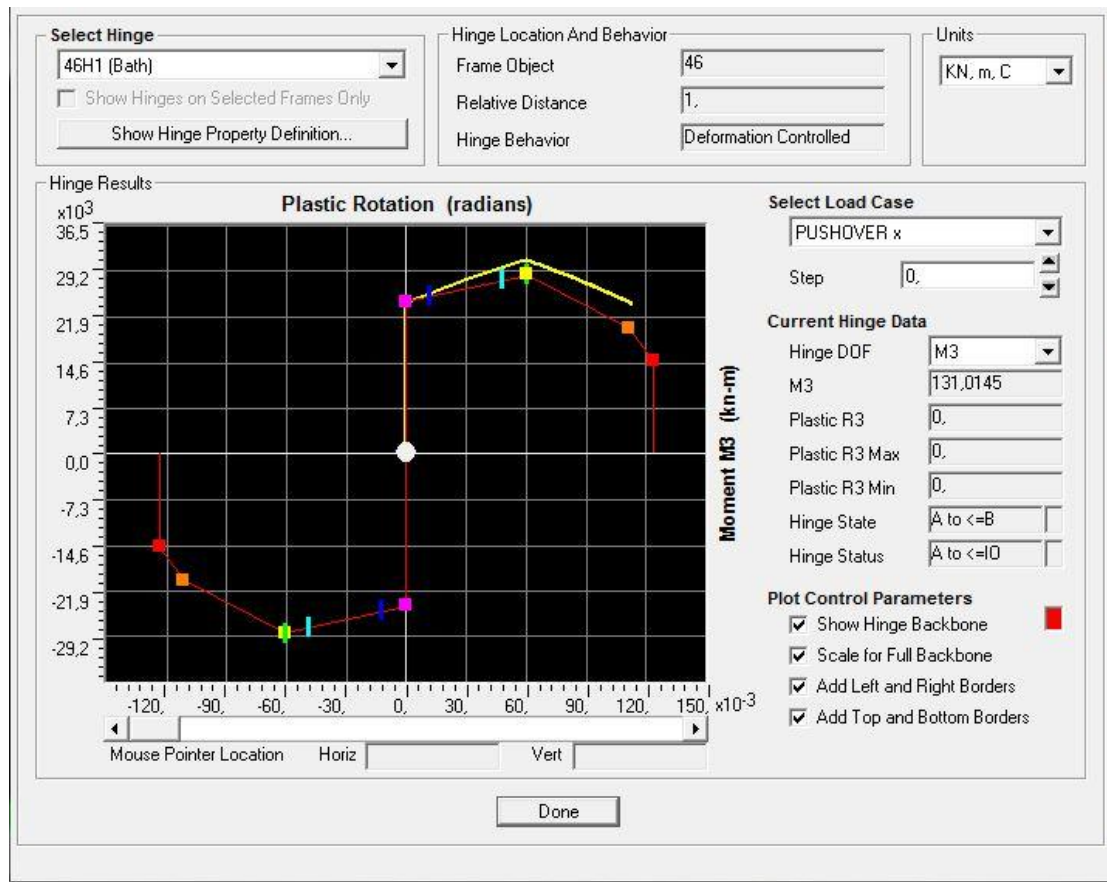 Select Hinge
46H1 (Bath)
Show Hinges on Selected Frames Only
Show Hinge Property Definition...
Hinge Location And Behavior
Frame Object 46
Relative Distance 1,
Hinge Behavior Deformation Controlled
Units
KN, m, C
Hinge Results
Plastic Rotation (radians)
x103
36,5
29,2
21,9
14,6
7,3
0,0
-7,3
-14,6
-21,9
-29,2
-120, -90, -60, -30, 0, 30, 60, 90, 120, 150, x10-3
Moment M3 (kn-m)
Mouse Pointer Location Horiz Vert
Select Load Case
PUSHOVER x
Step 0,
Current Hinge Data
Hinge DOF M3
M3 131,0145
Plastic R3 0,
Plastic R3 Max 0,
Plastic R3 Min 0,
Hinge State A to <=B
Hinge Status A to <=IO
Plot Control Parameters
Show Hinge Backbone
Scale for Full Backbone
Add Left and Right Borders
Add Top and Bottom Borders
Done